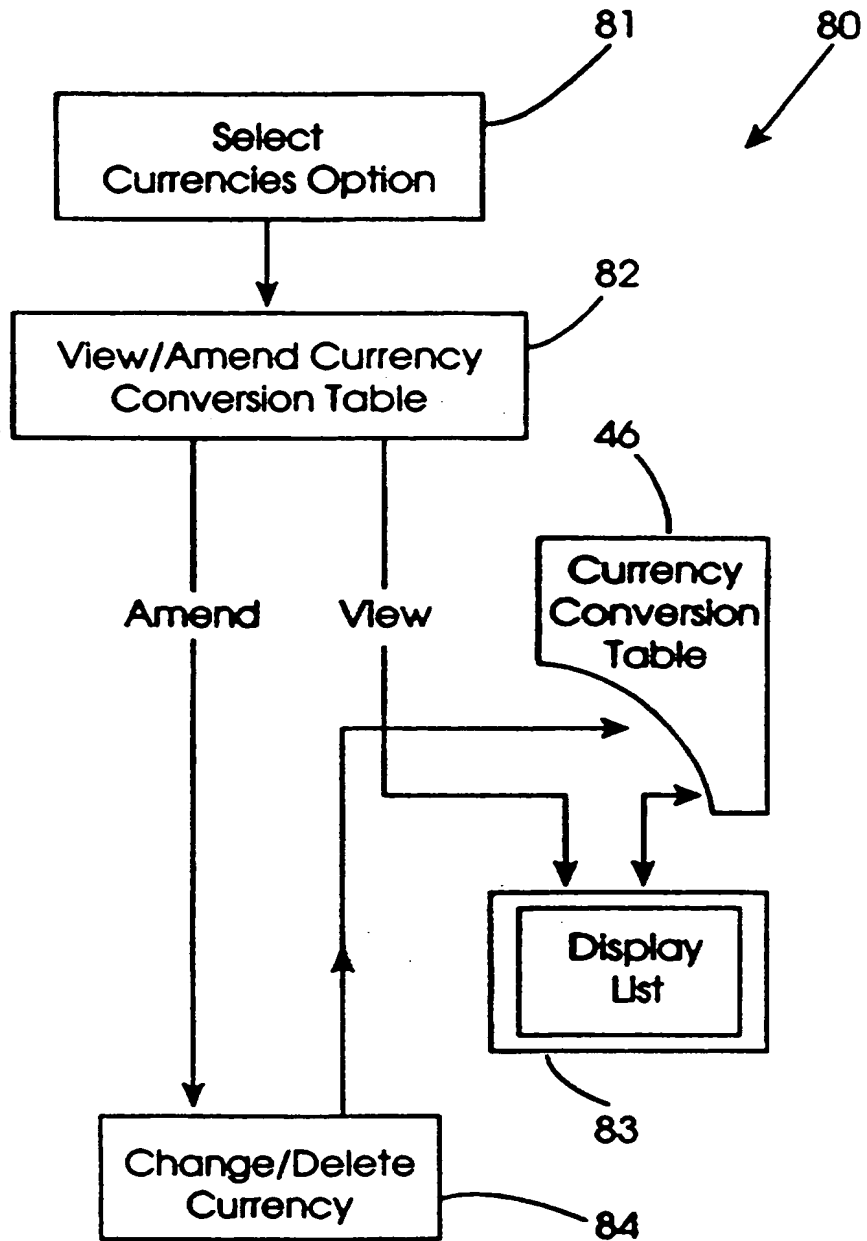 81
80
Select
Currencies Option
82
View/Amend Currency
Conversion Table
46
Currency
Conversion
Table
Amend
View
Display
List
83
Change/Delete
Currency
84